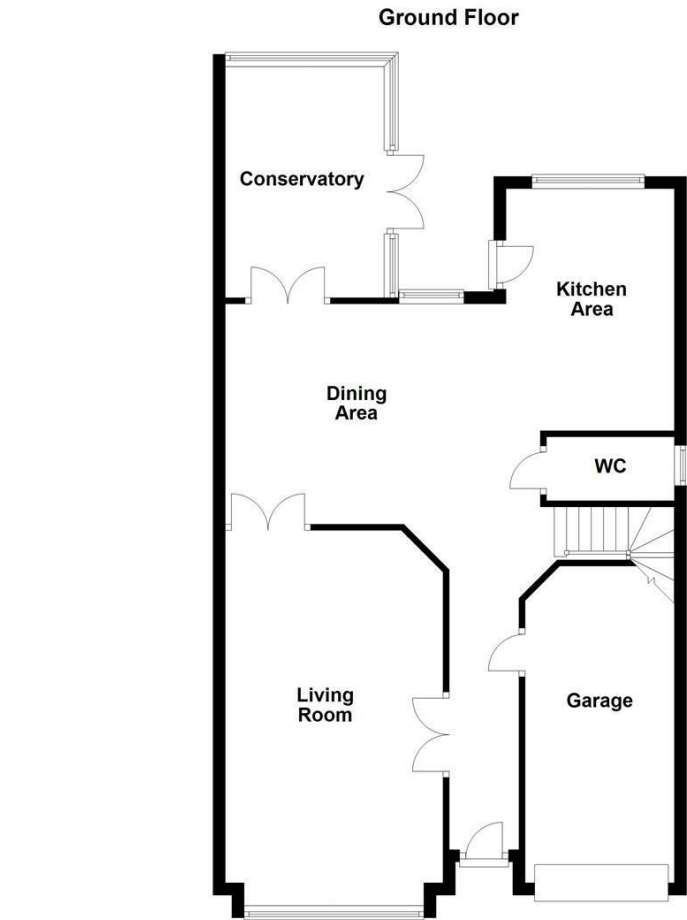 Ground Floor
Conservatory
Kitchen
Area
Dining
Area
WC
Living
Room
Garage